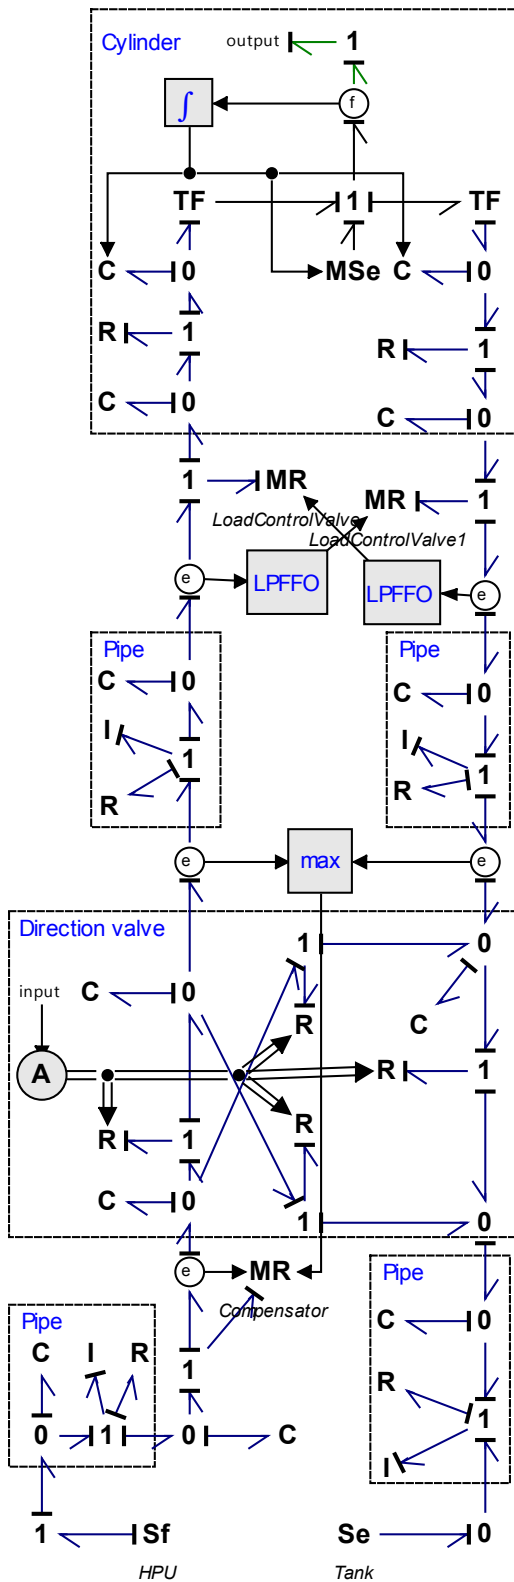 output 1
Cylinder
f
∫
TF 1 TF
C 0 MSe C 0
R 1 R 1
C 0 C 0
1 MR MR 1
LoadControlValve
LoadControlValve1
e LPFFO LPFFO e
Pipe Pipe
C 0 C 0
I 1 I 1
R R
e max e
Direction valve
1 0
input C 0 R C
A R 1
R 1 R
C 0 1 0
e MR
Compensator
Pipe Pipe
C 0
C I R 1 R 1
0 1 0 C I
1 Sf Se 0
HPU Tank